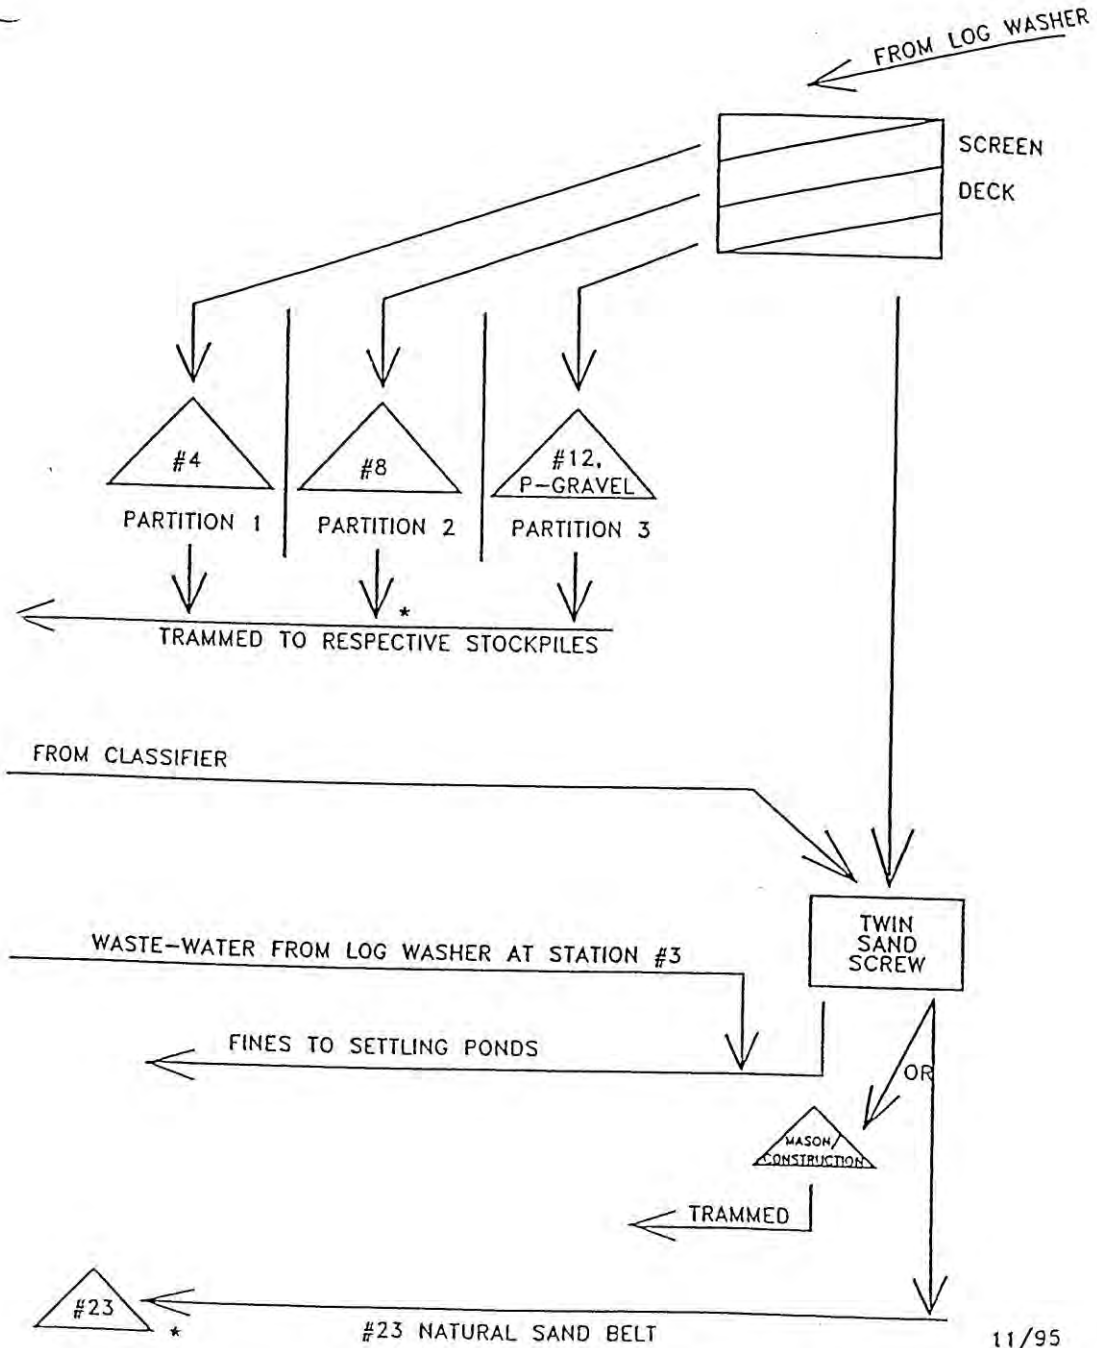 FROM LOG WASHER
SCREEN
DECK
#4
#8
#12,
P-GRAVEL
PARTITION 1
PARTITION 2
PARTITION 3
*
TRAMMED TO RESPECTIVE STOCKPILES
FROM CLASSIFIER
TWIN
SAND
SCREW
WASTE-WATER FROM LOG WASHER AT STATION #3
FINES TO SETTLING PONDS
OR
MASON/
CONSTRUCTION
TRAMMED
#23
*
#23 NATURAL SAND BELT
11/95